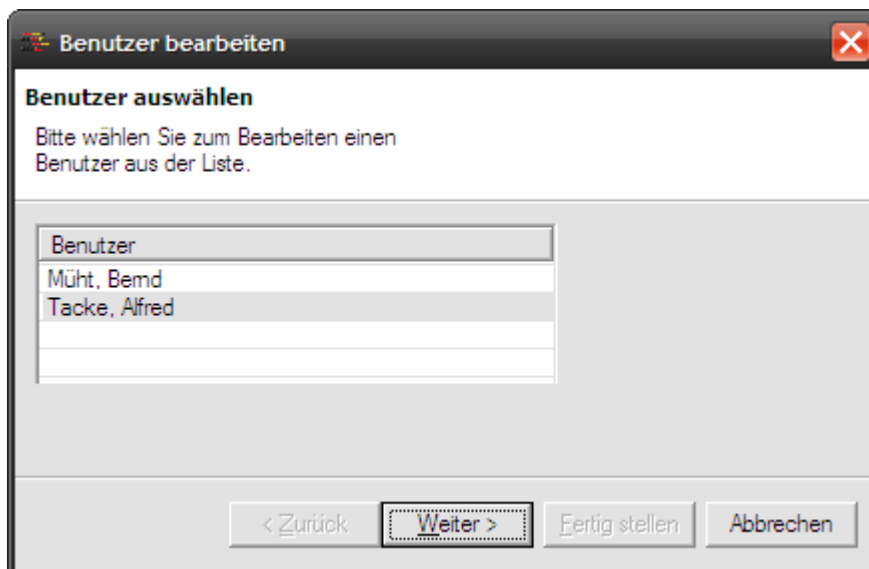 Benutzer bearbeiten
Benutzer auswählen
Bitte wählen Sie zum Bearbeiten einen
Benutzer aus der Liste.
Benutzer
Müht, Bernd
Tacke, Alfred
< Zurück Weiter > Fertig stellen Abbrechen